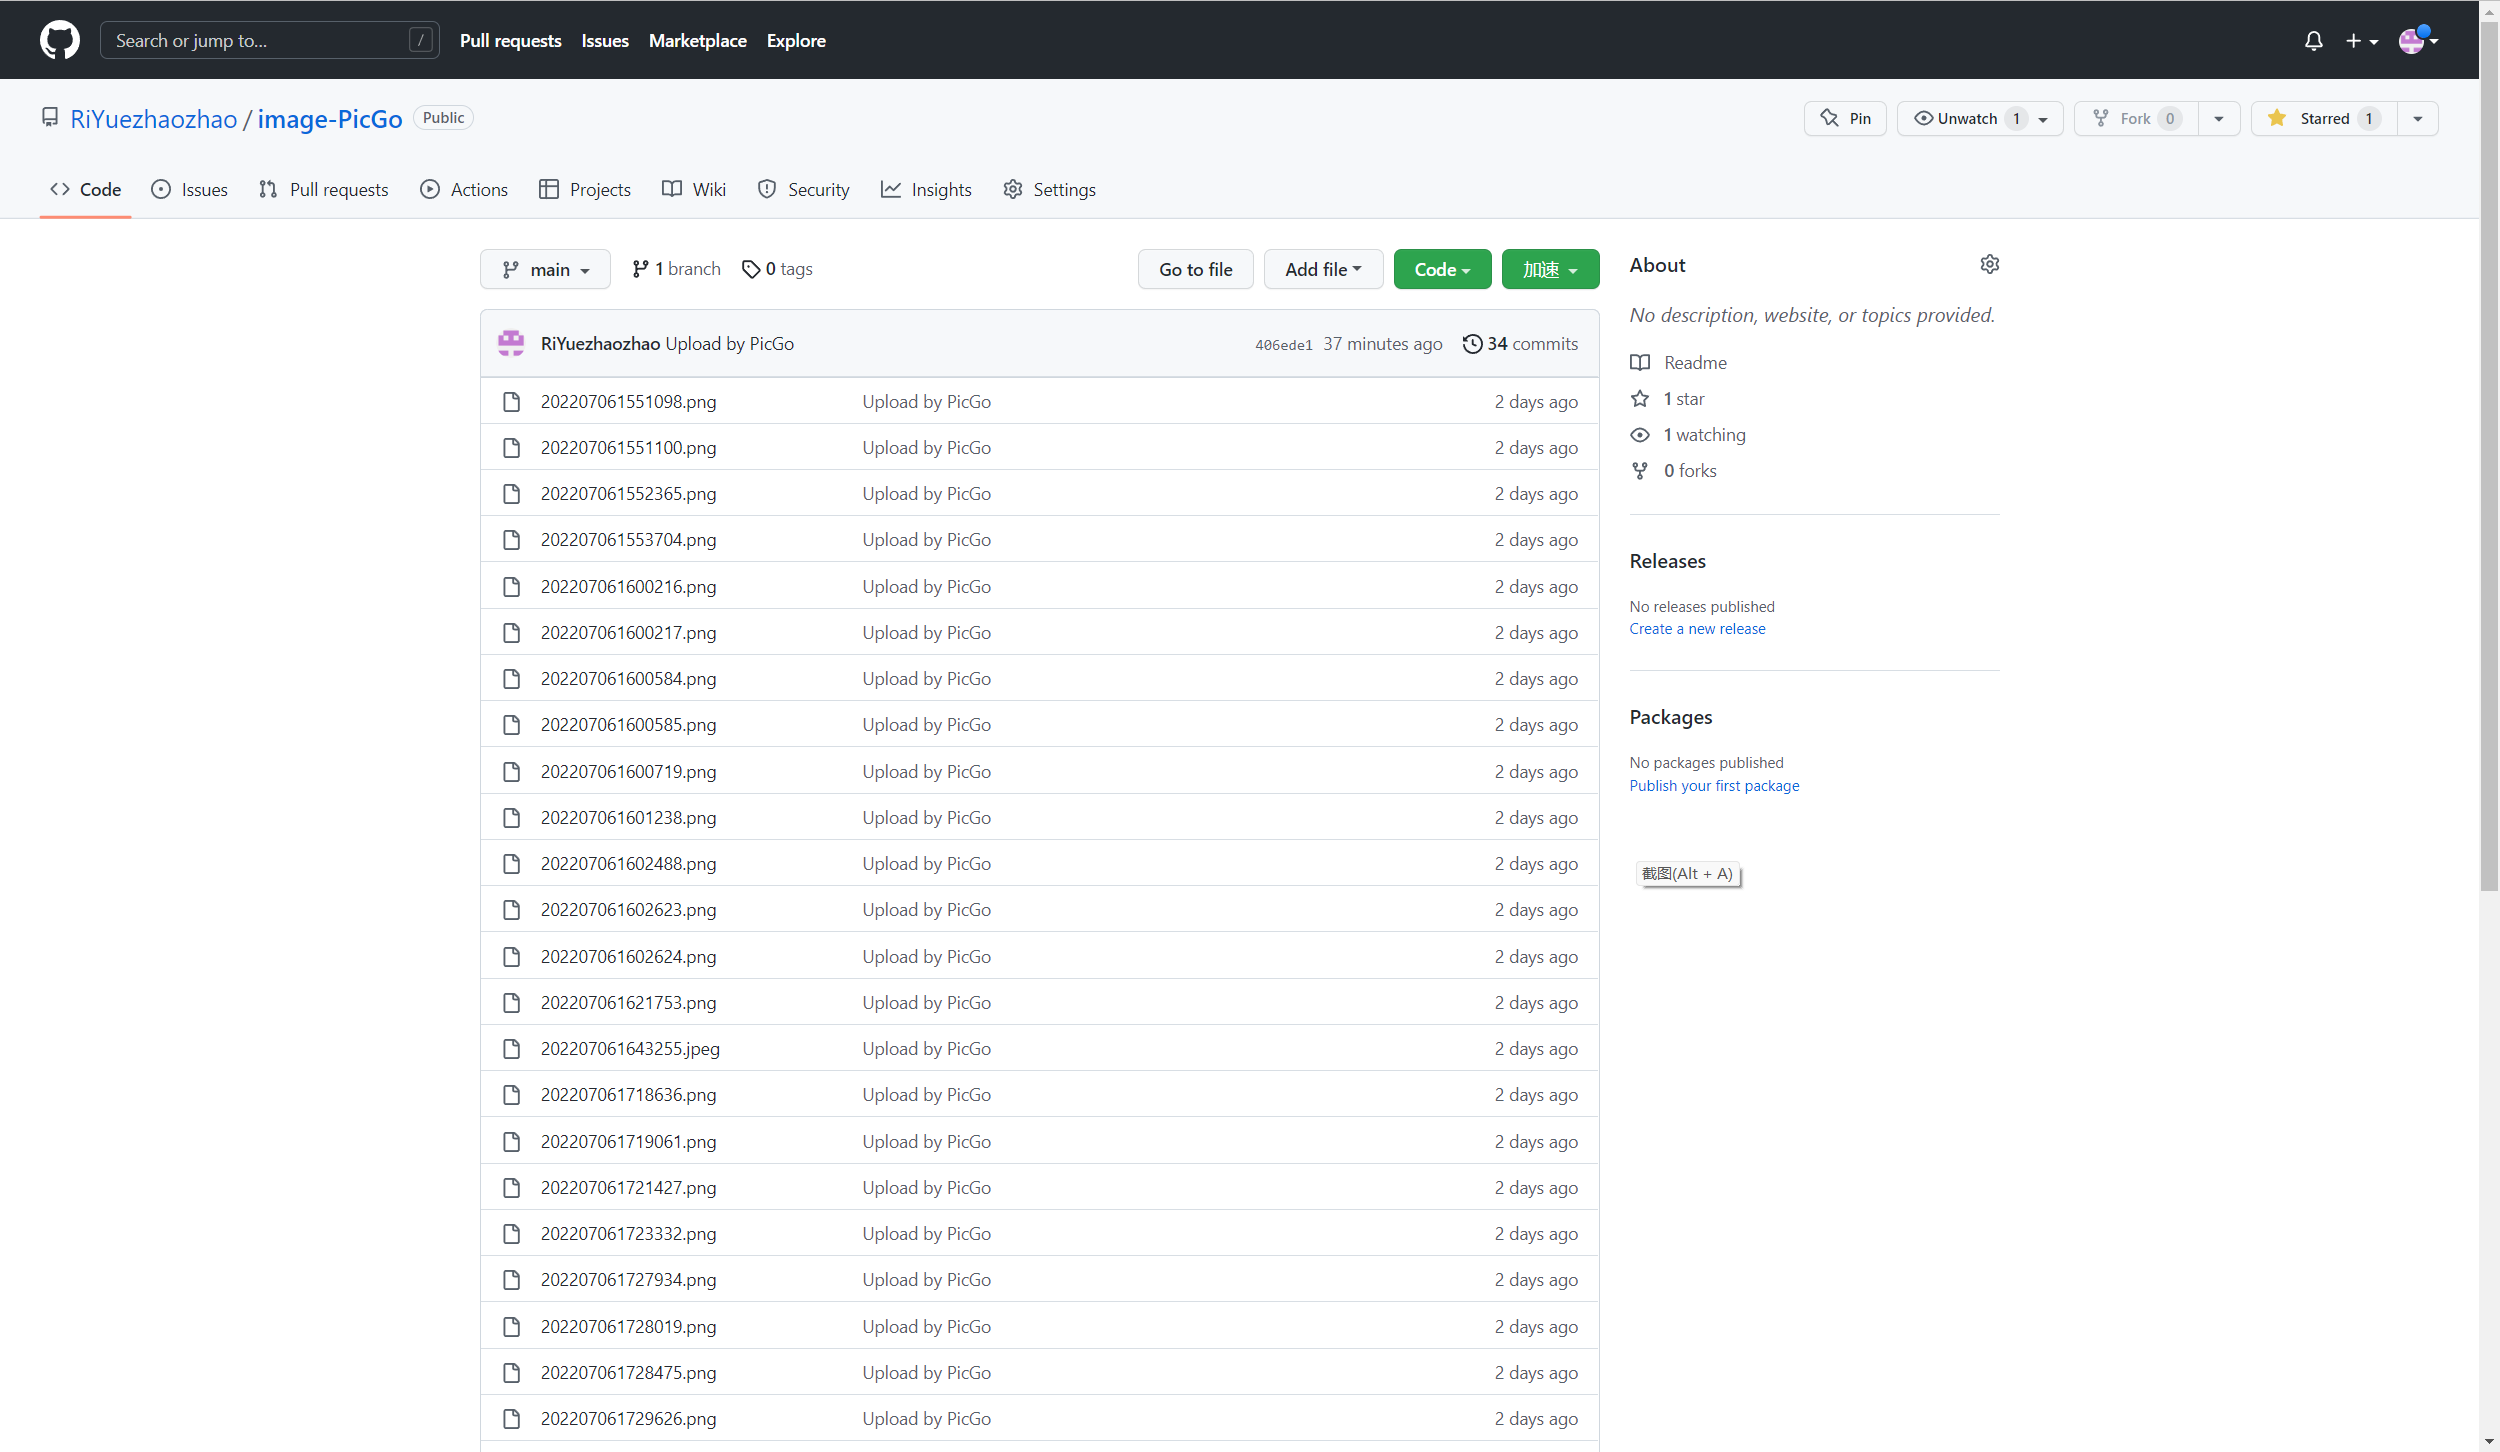 Search or jump to... / Pull requests Issues Marketplace Explore
RiYuezhaozhao / image-PicGo Public Pin Unwatch 1 Fork 0 Starred 1
Code Issues Pull requests Actions Projects Wiki Security Insights Settings
main 1 branch 0 tags Go to file Add file Code 加速
RiYuezhaozhao Upload by PicGo 406ede1 37 minutes ago 34 commits
202207061551098.png Upload by PicGo 2 days ago
202207061551100.png Upload by PicGo 2 days ago
202207061552365.png Upload by PicGo 2 days ago
202207061553704.png Upload by PicGo 2 days ago
202207061600216.png Upload by PicGo 2 days ago
202207061600217.png Upload by PicGo 2 days ago
202207061600584.png Upload by PicGo 2 days ago
202207061600585.png Upload by PicGo 2 days ago
202207061600719.png Upload by PicGo 2 days ago
202207061601238.png Upload by PicGo 2 days ago
202207061602488.png Upload by PicGo 2 days ago
202207061602623.png Upload by PicGo 2 days ago
202207061602624.png Upload by PicGo 2 days ago
202207061621753.png Upload by PicGo 2 days ago
202207061643255.jpeg Upload by PicGo 2 days ago
202207061718636.png Upload by PicGo 2 days ago
202207061719061.png Upload by PicGo 2 days ago
202207061721427.png Upload by PicGo 2 days ago
202207061723332.png Upload by PicGo 2 days ago
202207061727934.png Upload by PicGo 2 days ago
202207061728019.png Upload by PicGo 2 days ago
202207061728475.png Upload by PicGo 2 days ago
202207061729626.png Upload by PicGo 2 days ago
About
No description, website, or topics provided.
Readme
1 star
1 watching
0 forks
Releases
No releases published
Create a new release
Packages
No packages published
Publish your first package
截图(Alt + A)